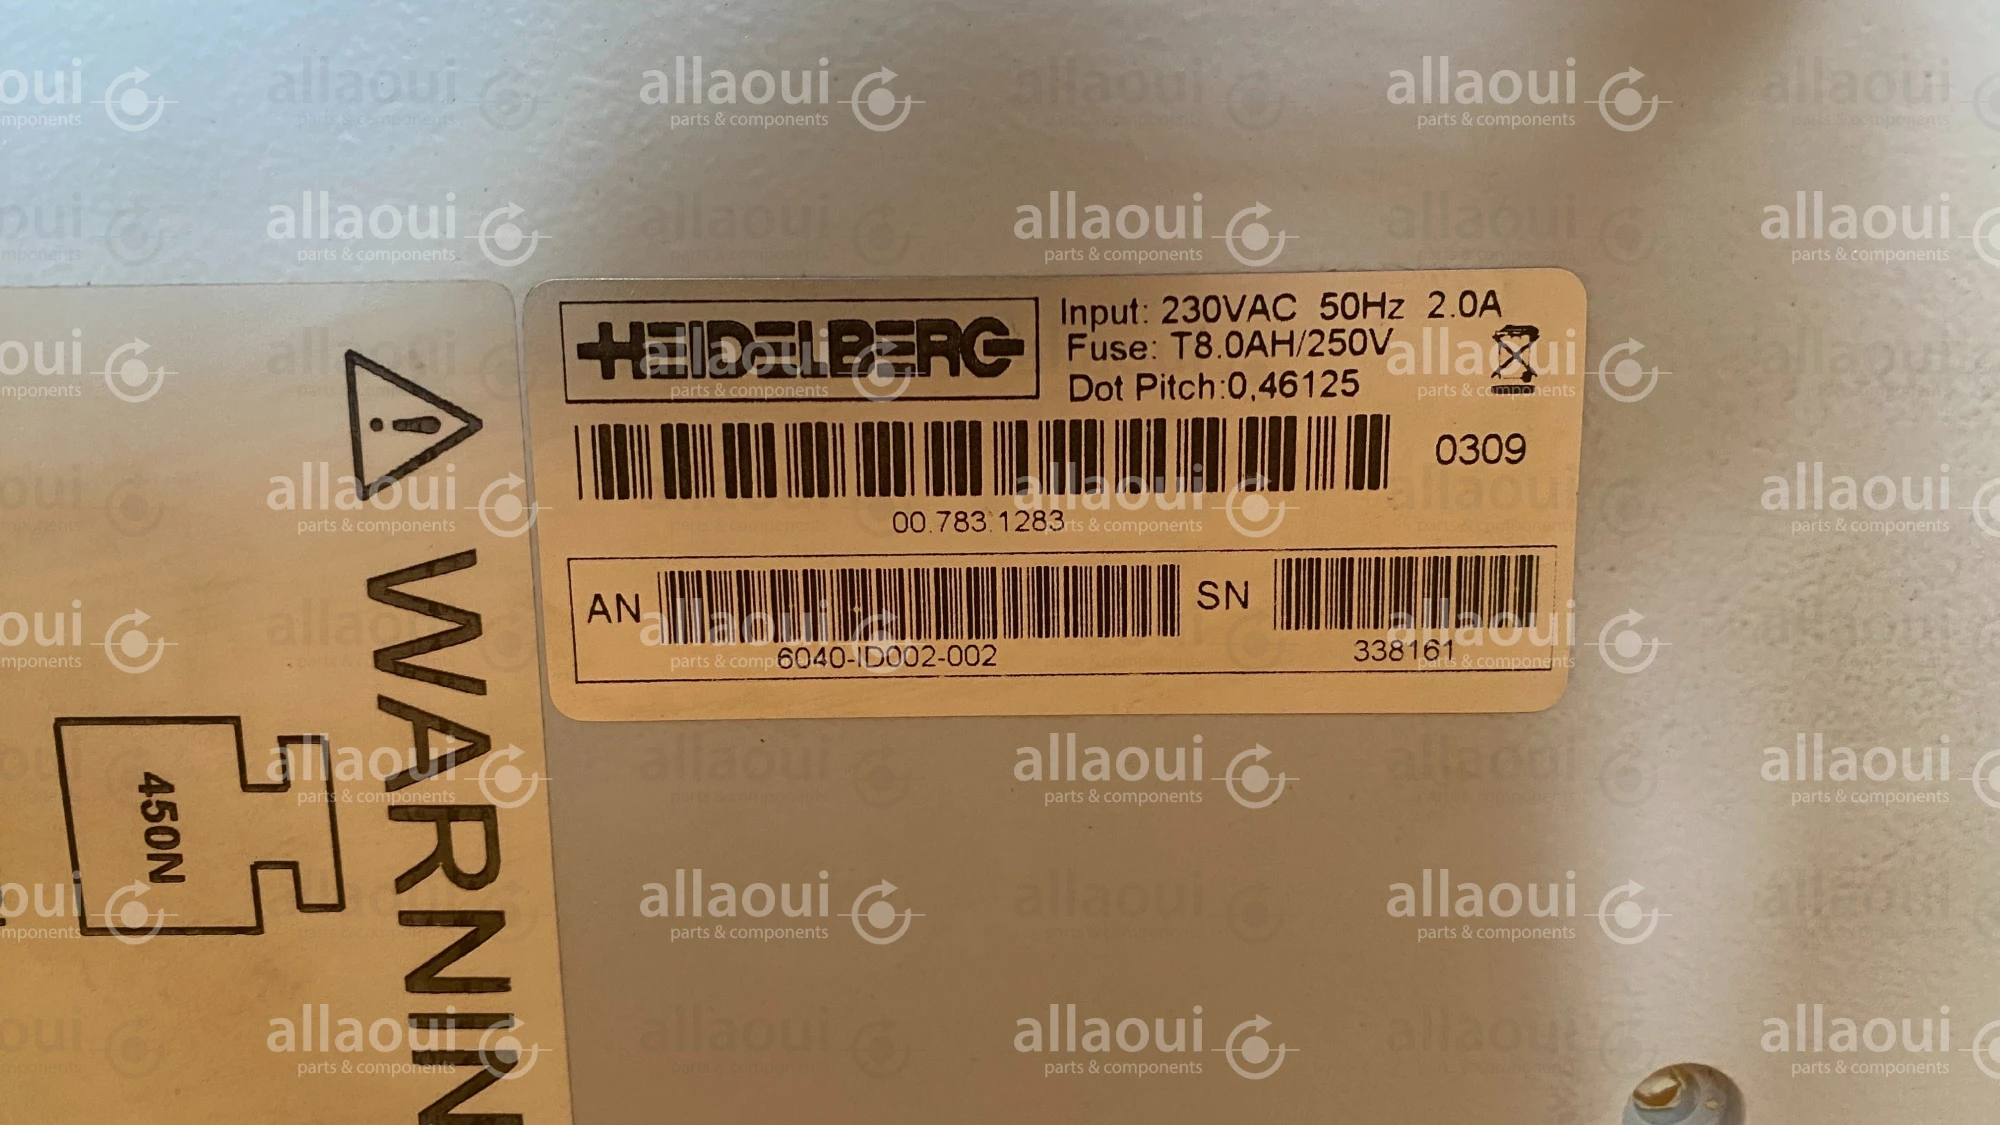 HEIDELBERG
Input: 230VAC 50Hz 2.0A
Fuse: T8.0AH/250V
Dot Pitch:0,46125
0309
00.783.1283
AN
6040-ID002-002
SN
338161
WARNIN
450N
allaoui
parts & components